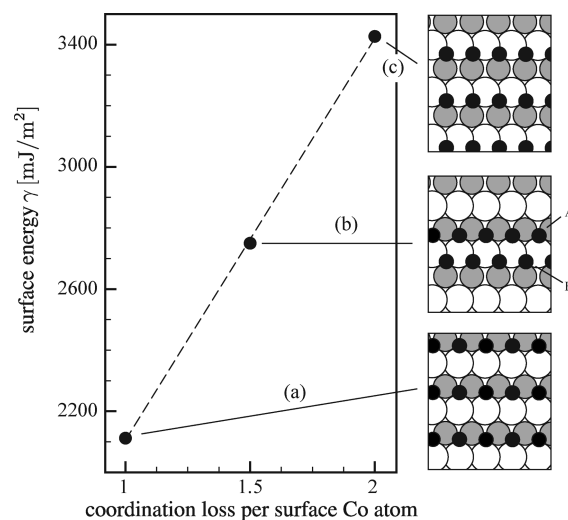 surface energy γ [mJ/m²]
3400
3000
2600
2200
1
1.5
2
coordination loss per surface Co atom
(c)
(b)
(a)
A